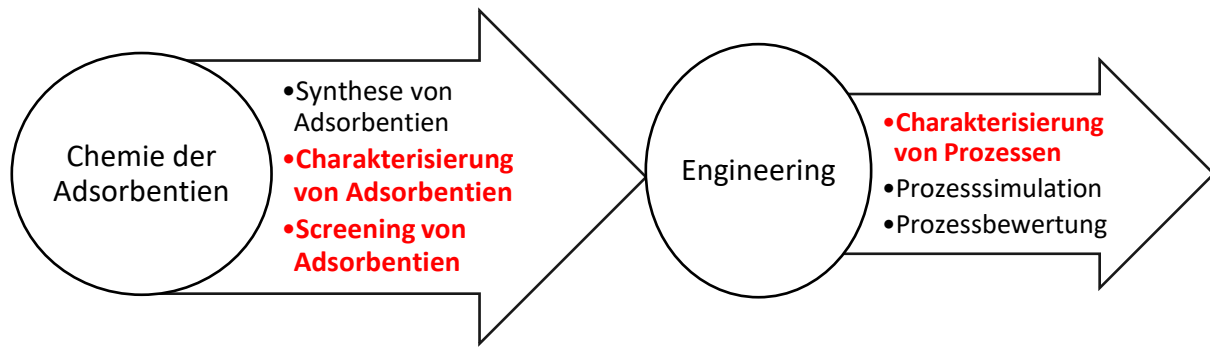 Chemie der
Adsorbentien
•Synthese von
Adsorbentien
•Charakterisierung
von Adsorbentien
•Screening von
Adsorbentien
Engineering
•Charakterisierung
von Prozessen
•Prozesssimulation
•Prozessbewertung